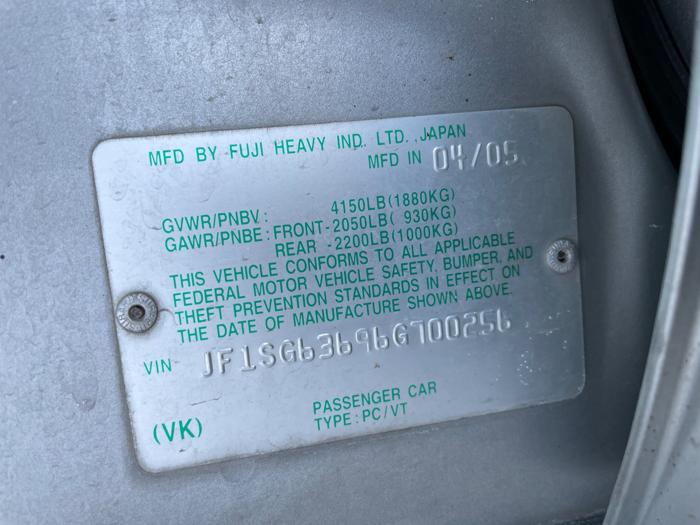 MFD BY FUJI HEAVY IND. LTD., JAPAN
MFD IN 04/05
GVWR/PNBV: 4150LB(1880KG)
GAWR/PNBE: FRONT-2050LB( 930KG)
REAR -2200LB(1000KG)
THIS VEHICLE CONFORMS TO ALL APPLICABLE
FEDERAL MOTOR VEHICLE SAFETY, BUMPER, AND
THEFT PREVENTION STANDARDS IN EFFECT ON
THE DATE OF MANUFACTURE SHOWN ABOVE.
VIN JF1SG63696G700256
PASSENGER CAR
(VK) TYPE: PC/VT